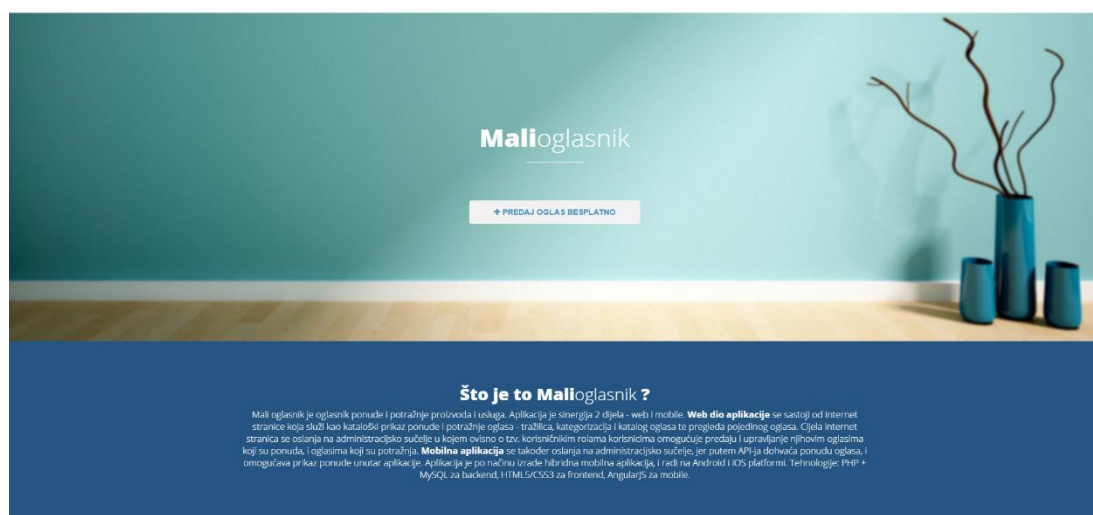 Malioglasnik
+ PREDAJ OGLAS BESPLATNO
Što je to Malioglasnik ?
Mali oglasnik je oglasnik ponude i potražnje proizvoda i usluga. Aplikacija je sinergija 2 dijela - web i mobile. Web dio aplikacije se sastoji od internet
stranice koja služi kao kataloški prikaz ponude i potražnje oglasa - tražilica, kategorizacija i katalog oglasa te pregleda pojedinog oglasa. Cijela internet
stranica se oslanja na administracijsko sučelje u kojem ovisno o tzv. korisničnikim rolama korisnicima omogućuje predaju i upravljanje njihovim oglasima
koji su ponuda, i oglasima koji su potražnja. Mobilna aplikacija se također oslanja na administracijsko sučelje, jer putem API-ja dohvaća ponudu oglasa, i
omogućava prikaz ponude unutar aplikacije. Aplikacija je po načinu izrade hibridna mobilna aplikacija, i radi na Android i iOS platformi. Tehnologije: PHP +
MySQL za backend, HTML5/CSS3 za frontend, AngularJS za mobile.